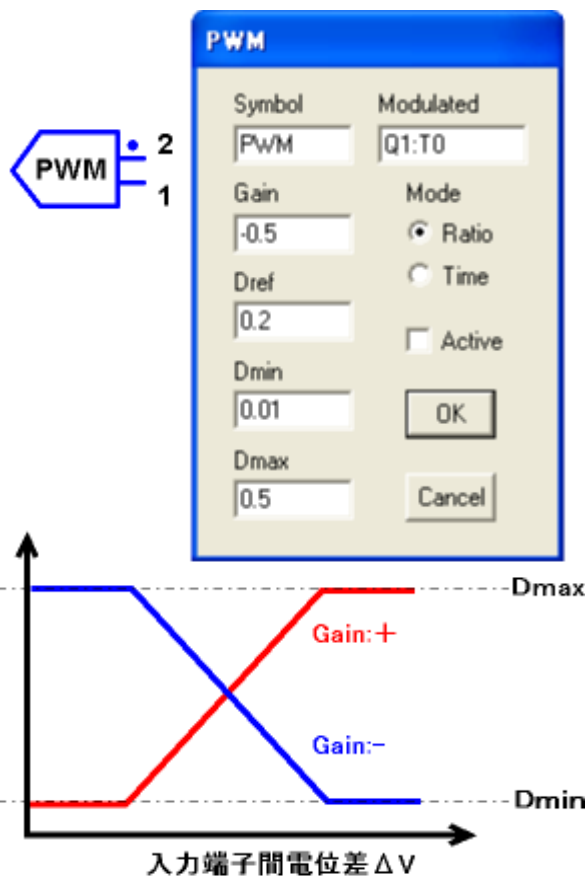 PWM
Symbol Modulated
PWM Q1:T0
Gain Mode
-0.5 Ratio
Dref Time
0.2 Active
Dmin
0.01 OK
Dmax
0.5 Cancel
PWM 2
1
Dmax
Gain:+
Gain:-
Dmin
入力端子間電位差ΔV